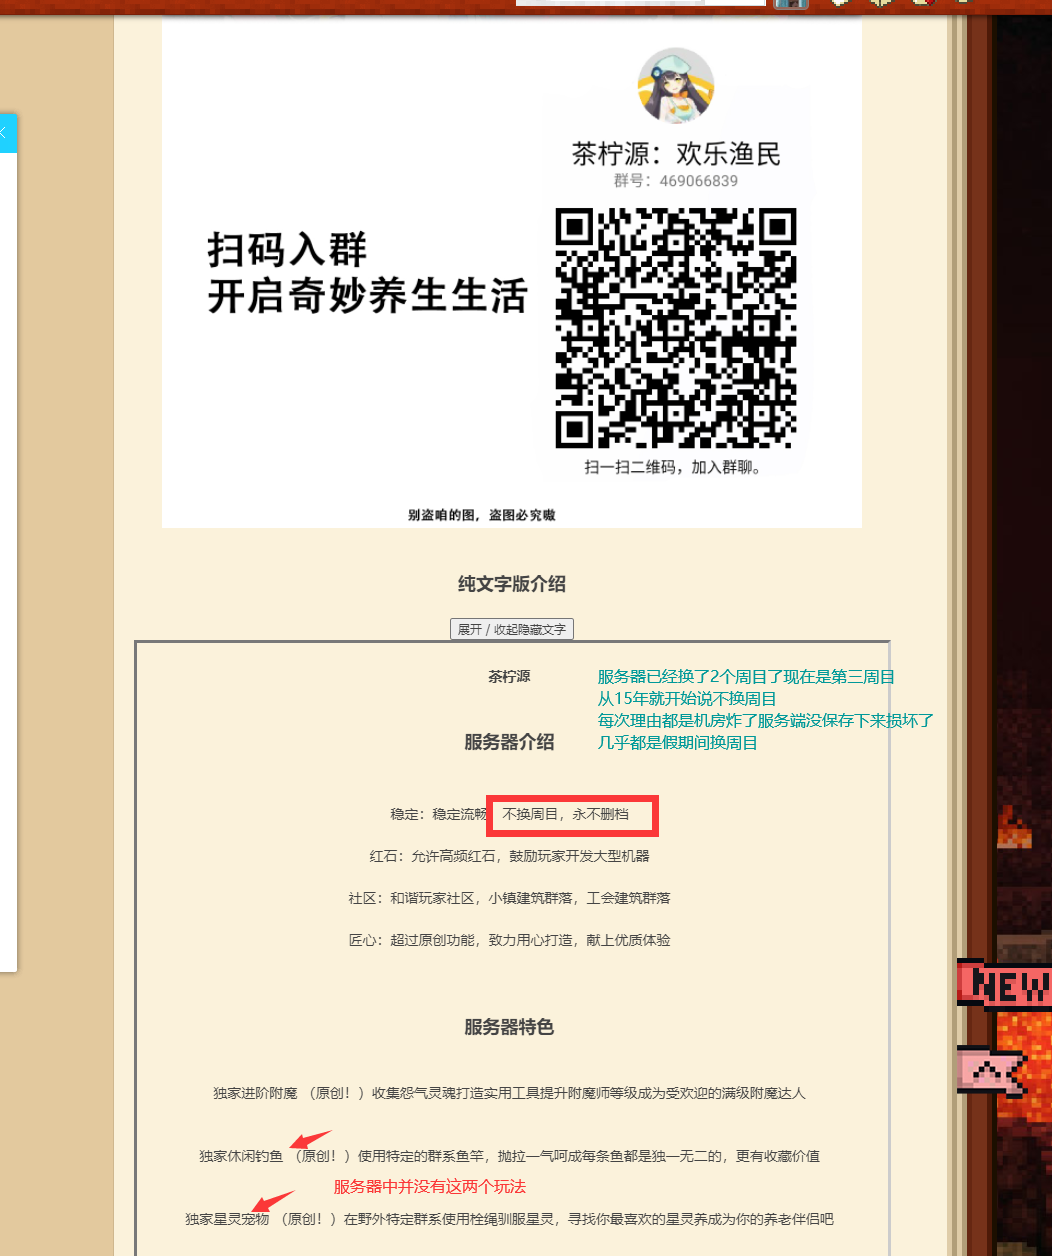 茶柠源：欢乐渔民
群号：469066839
扫码入群
开启奇妙养生生活
扫一扫二维码，加入群聊。
别盗咱的图，盗图必究嗷
纯文字版介绍
展开 / 收起隐藏文字
茶柠源
服务器已经换了2个周目了现在是第三周目
从15年就开始说不换周目
每次理由都是机房炸了服务端没保存下来损坏了
几乎都是假期间换周目
服务器介绍
稳定：稳定流畅 不换周目，永不删档
红石：允许高频红石，鼓励玩家开发大型机器
社区：和谐玩家社区，小镇建筑群落，工会建筑群落
匠心：超过原创功能，致力用心打造，献上优质体验
NEW
服务器特色
独家进阶附魔 （原创！）收集怨气灵魂打造实用工具提升附魔师等级成为受欢迎的满级附魔达人
独家休闲钓鱼 （原创！）使用特定的群系鱼竿，抛拉一气呵成每条鱼都是独一无二的，更有收藏价值
服务器中并没有这两个玩法
独家星灵宠物 （原创！）在野外特定群系使用栓绳驯服星灵，寻找你最喜欢的星灵养成为你的养老伴侣吧